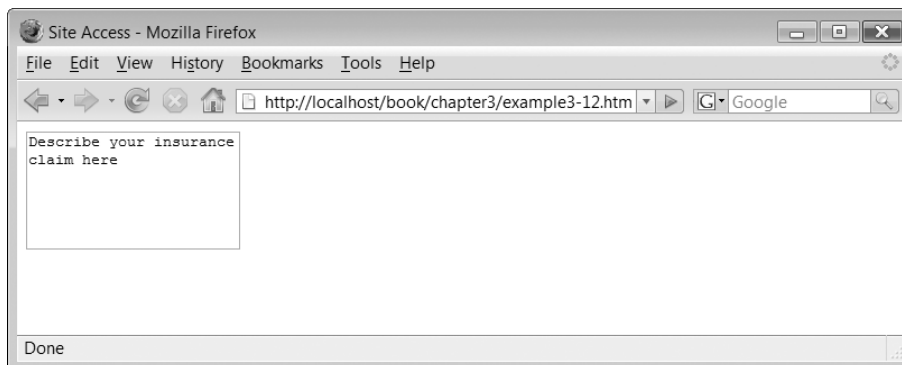 Site Access - Mozilla Firefox
File Edit View History Bookmarks Tools Help
http://localhost/book/chapter3/example3-12.htm G Google
Describe your insurance
claim here
Done